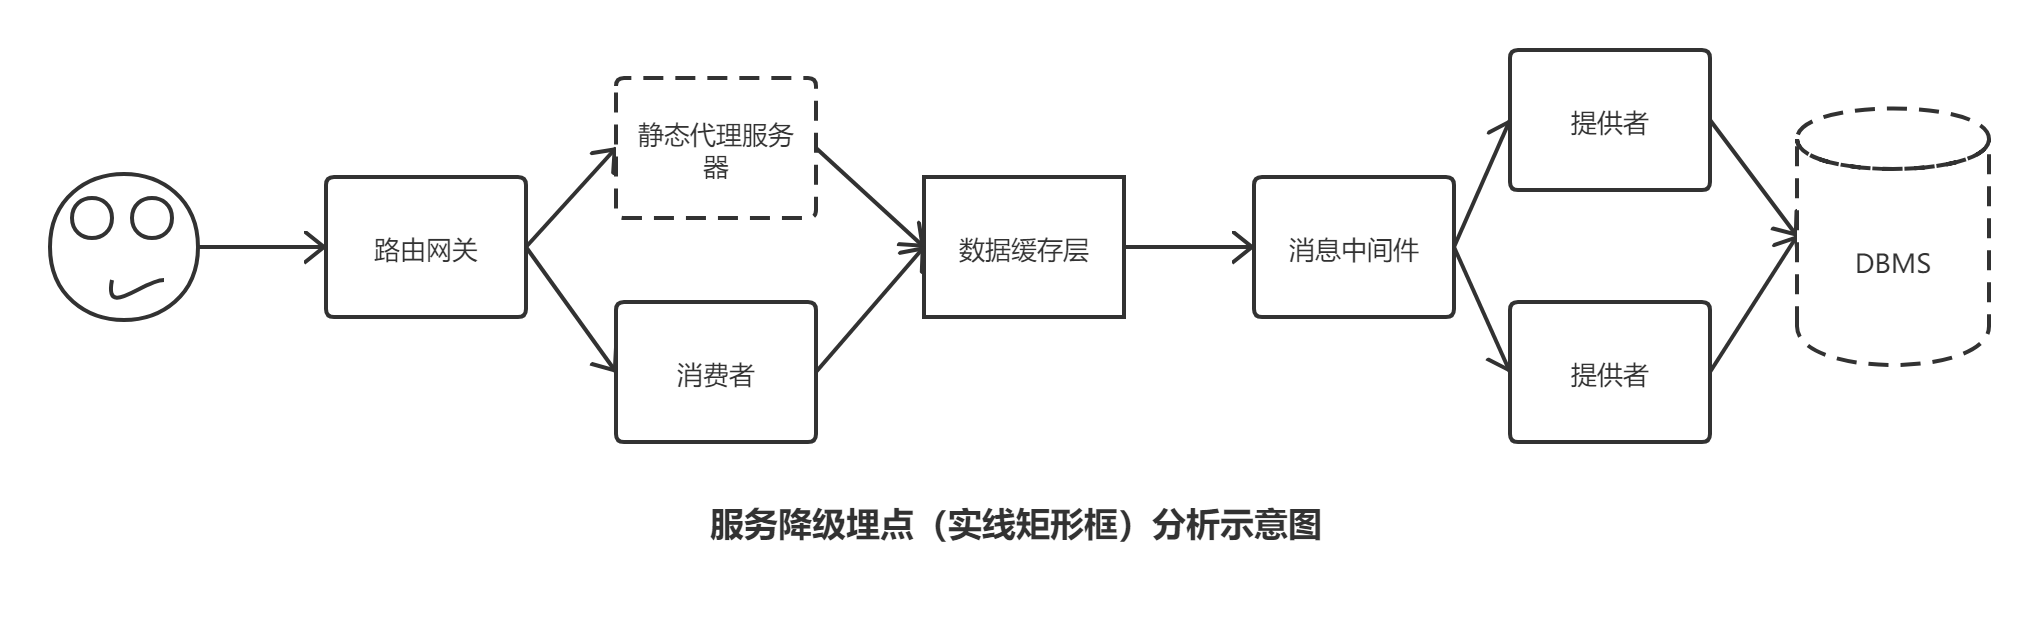 路由网关
静态代理服务
器
消费者
数据缓存层
消息中间件
提供者
提供者
DBMS
服务降级埋点（实线矩形框）分析示意图